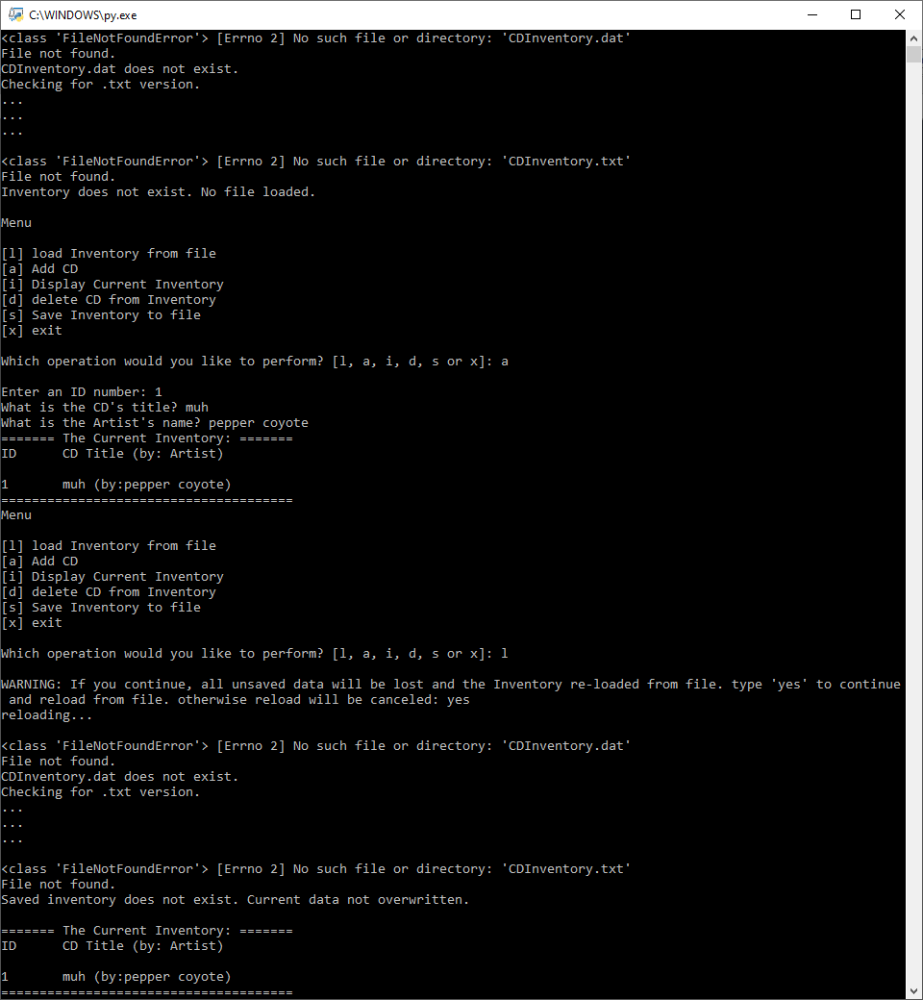 C:\WINDOWS\py.exe
<class 'FileNotFoundError'> [Errno 2] No such file or directory: 'CDInventory.dat'
File not found.
CDInventory.dat does not exist.
Checking for .txt version.
...
...
...
<class 'FileNotFoundError'> [Errno 2] No such file or directory: 'CDInventory.txt'
File not found.
Inventory does not exist. No file loaded.
Menu
[l] load Inventory from file
[a] Add CD
[i] Display Current Inventory
[d] delete CD from Inventory
[s] Save Inventory to file
[x] exit
Which operation would you like to perform? [l, a, i, d, s or x]: a
Enter an ID number: 1
What is the CD's title? muh
What is the Artist's name? pepper coyote
======= The Current Inventory: =======
ID      CD Title (by: Artist)
1       muh (by:pepper coyote)
======================================
Menu
[l] load Inventory from file
[a] Add CD
[i] Display Current Inventory
[d] delete CD from Inventory
[s] Save Inventory to file
[x] exit
Which operation would you like to perform? [l, a, i, d, s or x]: l
WARNING: If you continue, all unsaved data will be lost and the Inventory re-loaded from file. type 'yes' to continue
 and reload from file. otherwise reload will be canceled: yes
reloading...
<class 'FileNotFoundError'> [Errno 2] No such file or directory: 'CDInventory.dat'
File not found.
CDInventory.dat does not exist.
Checking for .txt version.
...
...
...
<class 'FileNotFoundError'> [Errno 2] No such file or directory: 'CDInventory.txt'
File not found.
Saved inventory does not exist. Current data not overwritten.
======= The Current Inventory: =======
ID      CD Title (by: Artist)
1       muh (by:pepper coyote)
======================================